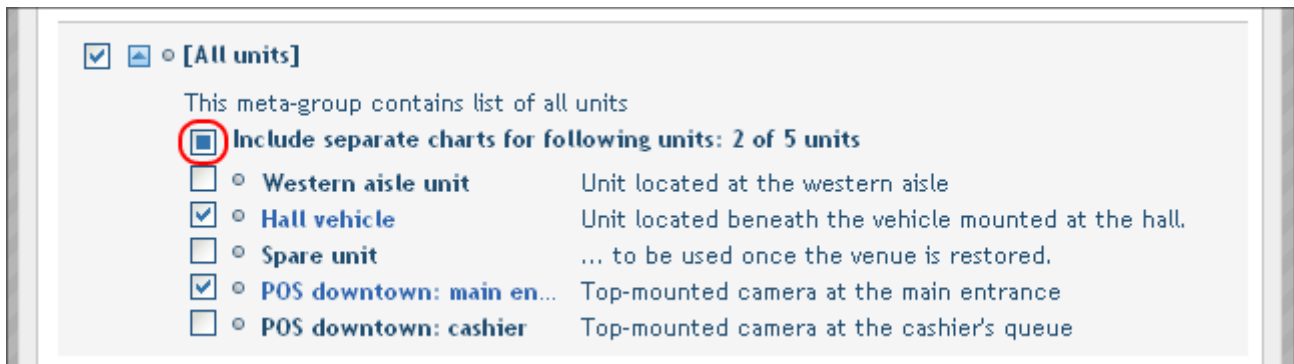 [All units]
This meta-group contains list of all units
Include separate charts for following units: 2 of 5 units
Western aisle unit Unit located at the western aisle
Hall vehicle Unit located beneath the vehicle mounted at the hall.
Spare unit ... to be used once the venue is restored.
POS downtown: main en... Top-mounted camera at the main entrance
POS downtown: cashier Top-mounted camera at the cashier's queue